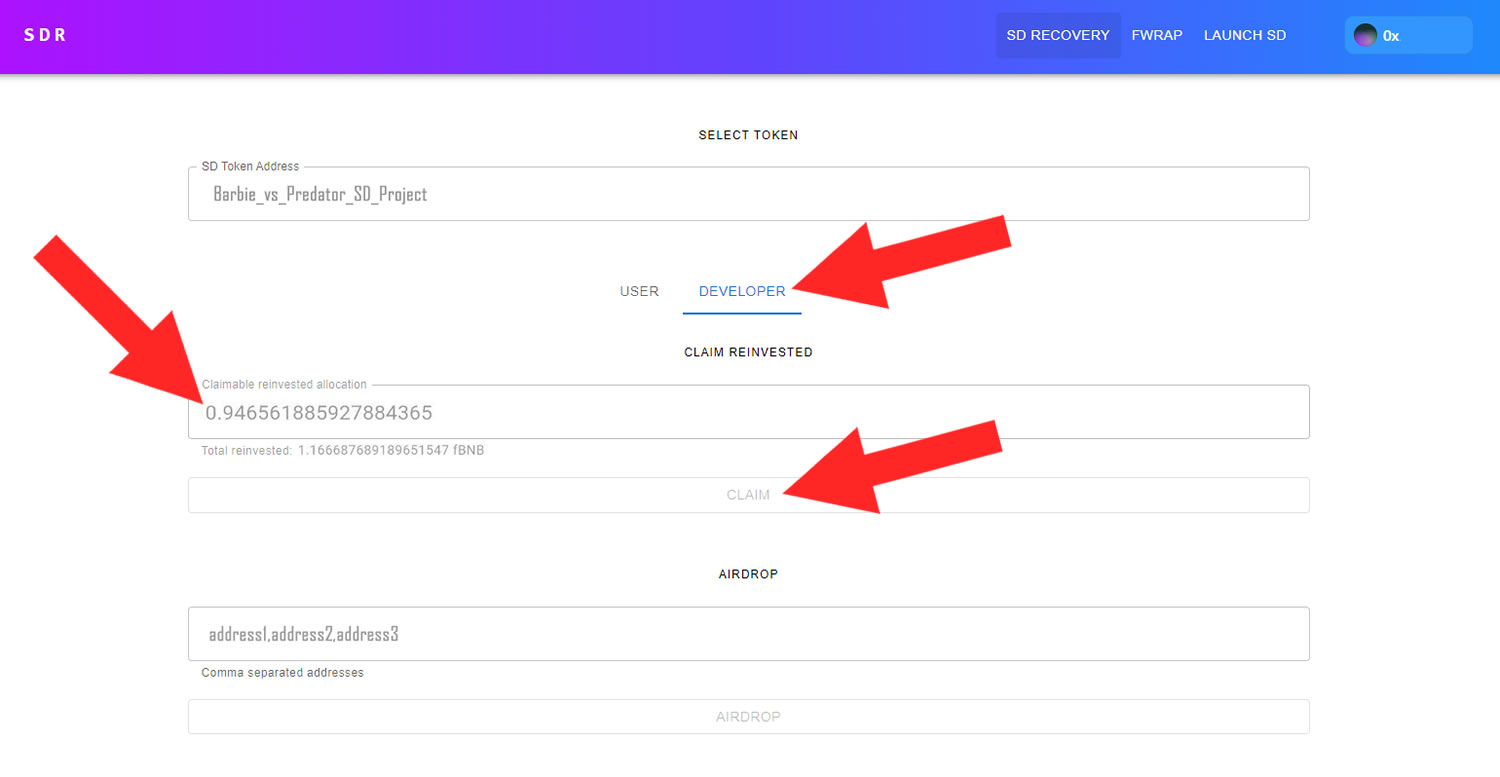 SDR
SD RECOVERY FWRAP LAUNCH SD 0x
SELECT TOKEN
SD Token Address
Barbie_vs_Predator_SD_Project
USER DEVELOPER
CLAIM REINVESTED
Claimable reinvested allocation
0.946561885927884365
Total reinvested: 1.166687689189651547 fBNB
CLAIM
AIRDROP
address1,address2,address3
Comma separated addresses
AIRDROP